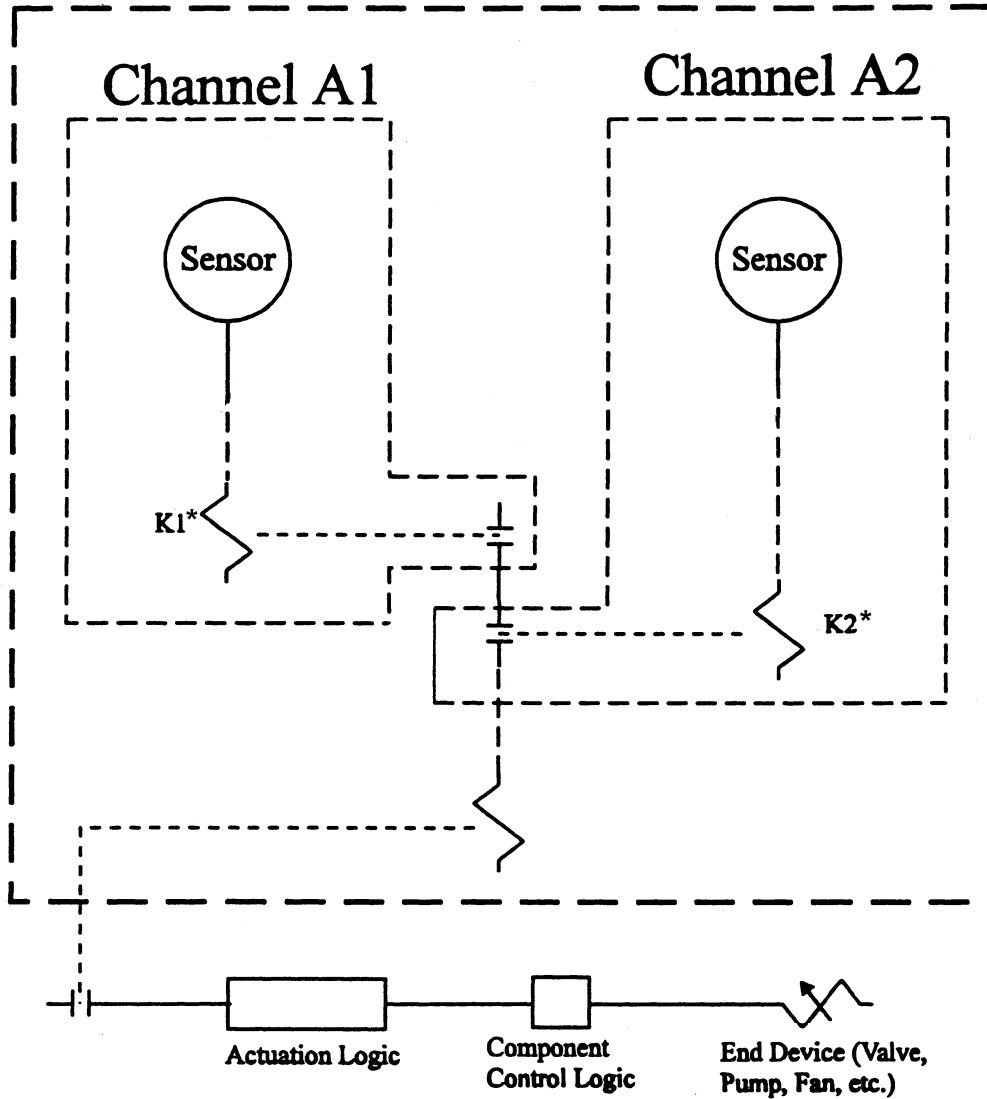 Channel A1
Channel A2
Sensor
Sensor
K1*
K2*
Actuation Logic
Component
Control Logic
End Device (Valve,
Pump, Fan, etc.)